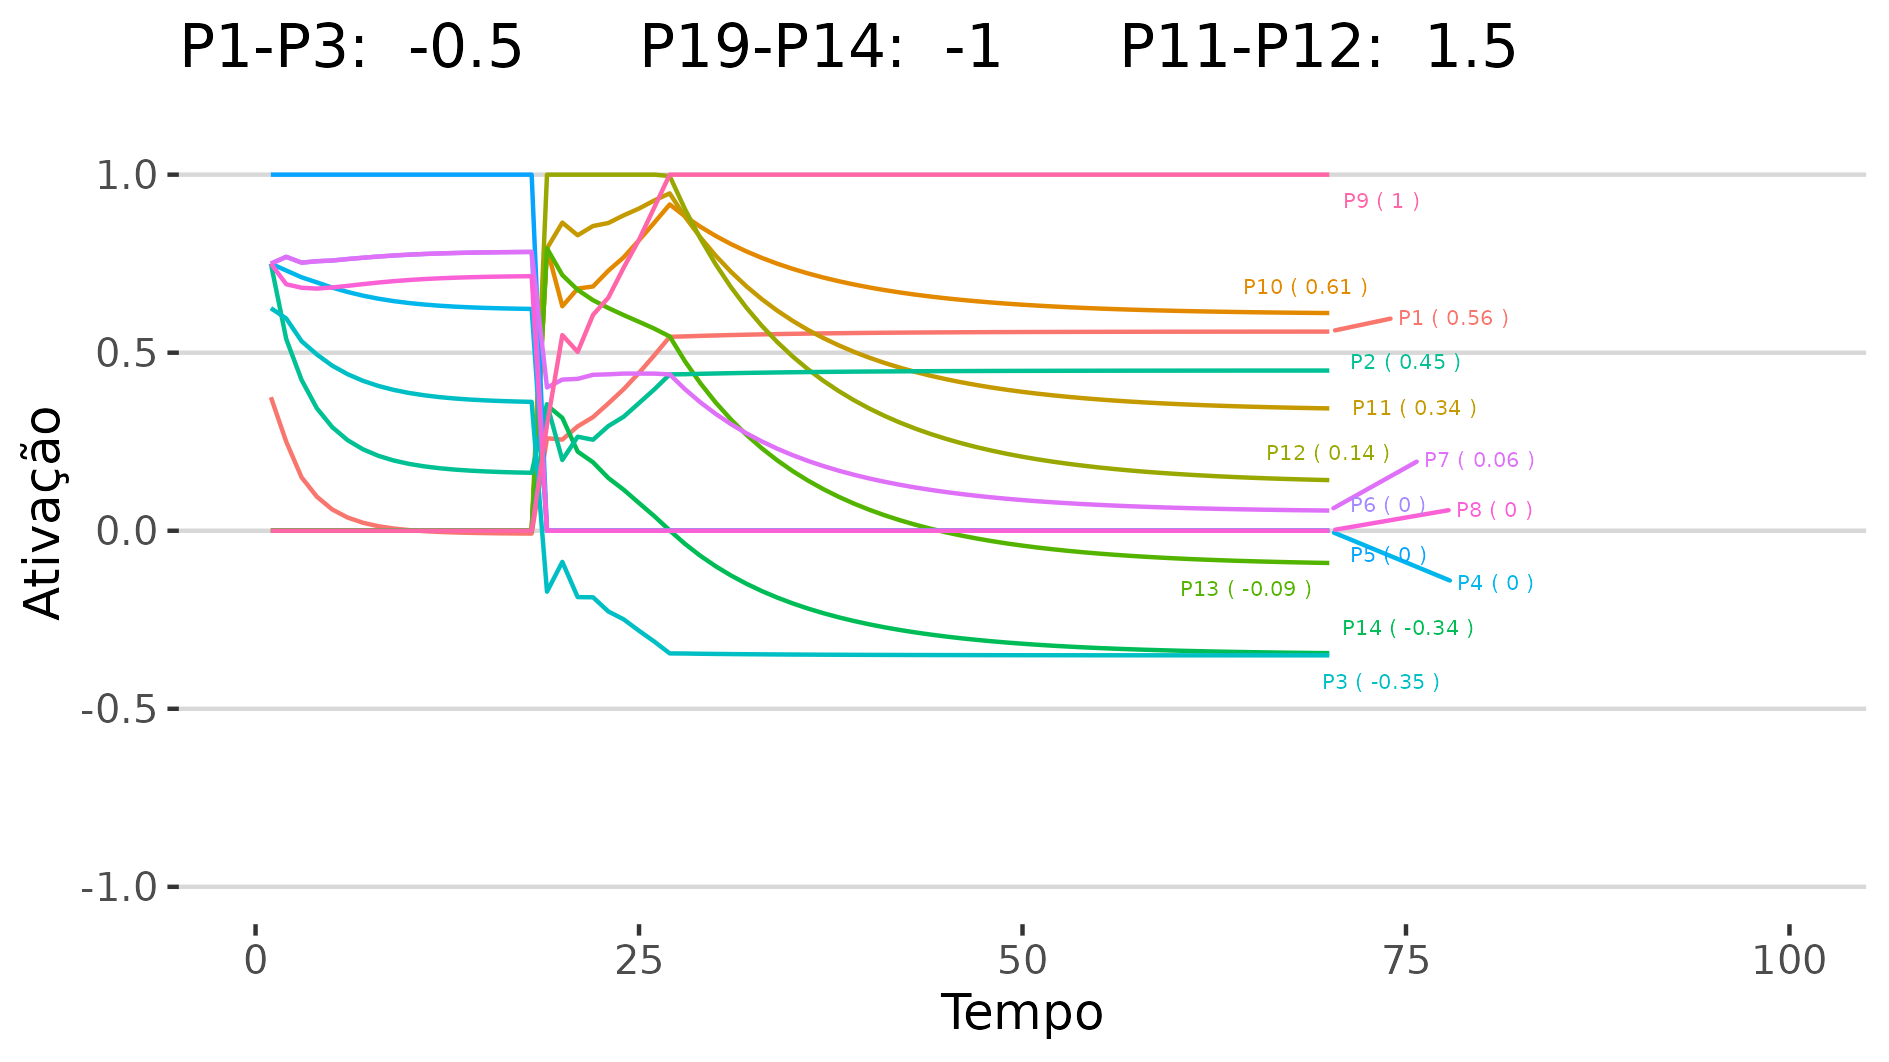 P1-P3:  -0.5  P19-P14:  -1  P11-P12:  1.5
Ativação
1.0
0.5
0.0
-0.5
-1.0
P9 ( 1 )
P10 ( 0.61 )
P1 ( 0.56 )
P2 ( 0.45 )
P11 ( 0.34 )
P12 ( 0.14 )
P7 ( 0.06 )
P6 ( 0 )
P8 ( 0 )
P5 ( 0 )
P4 ( 0 )
P13 ( -0.09 )
P14 ( -0.34 )
P3 ( -0.35 )
0 25 50 75 100
Tempo